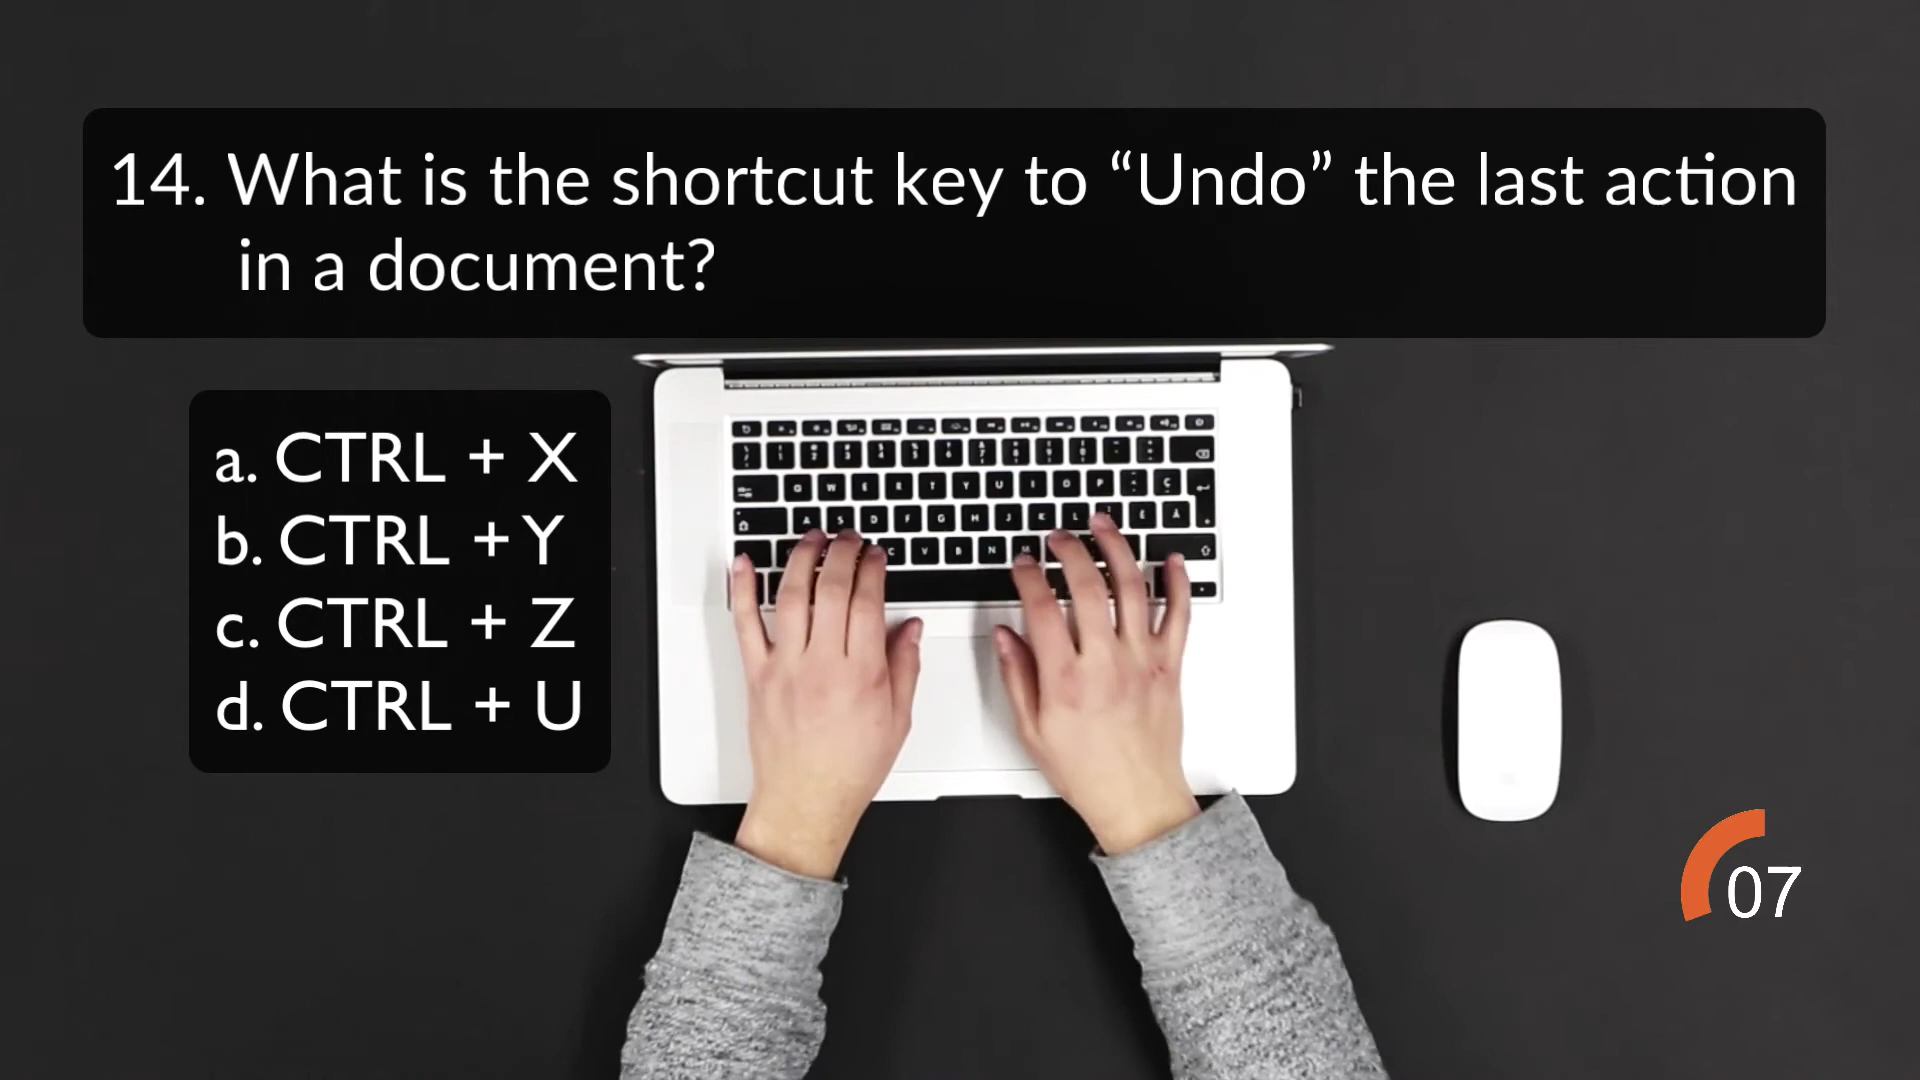 14. What is the shortcut key to “Undo” the last action
in a document?
a. CTRL + X
b. CTRL + Y
c. CTRL + Z
d. CTRL + U
07